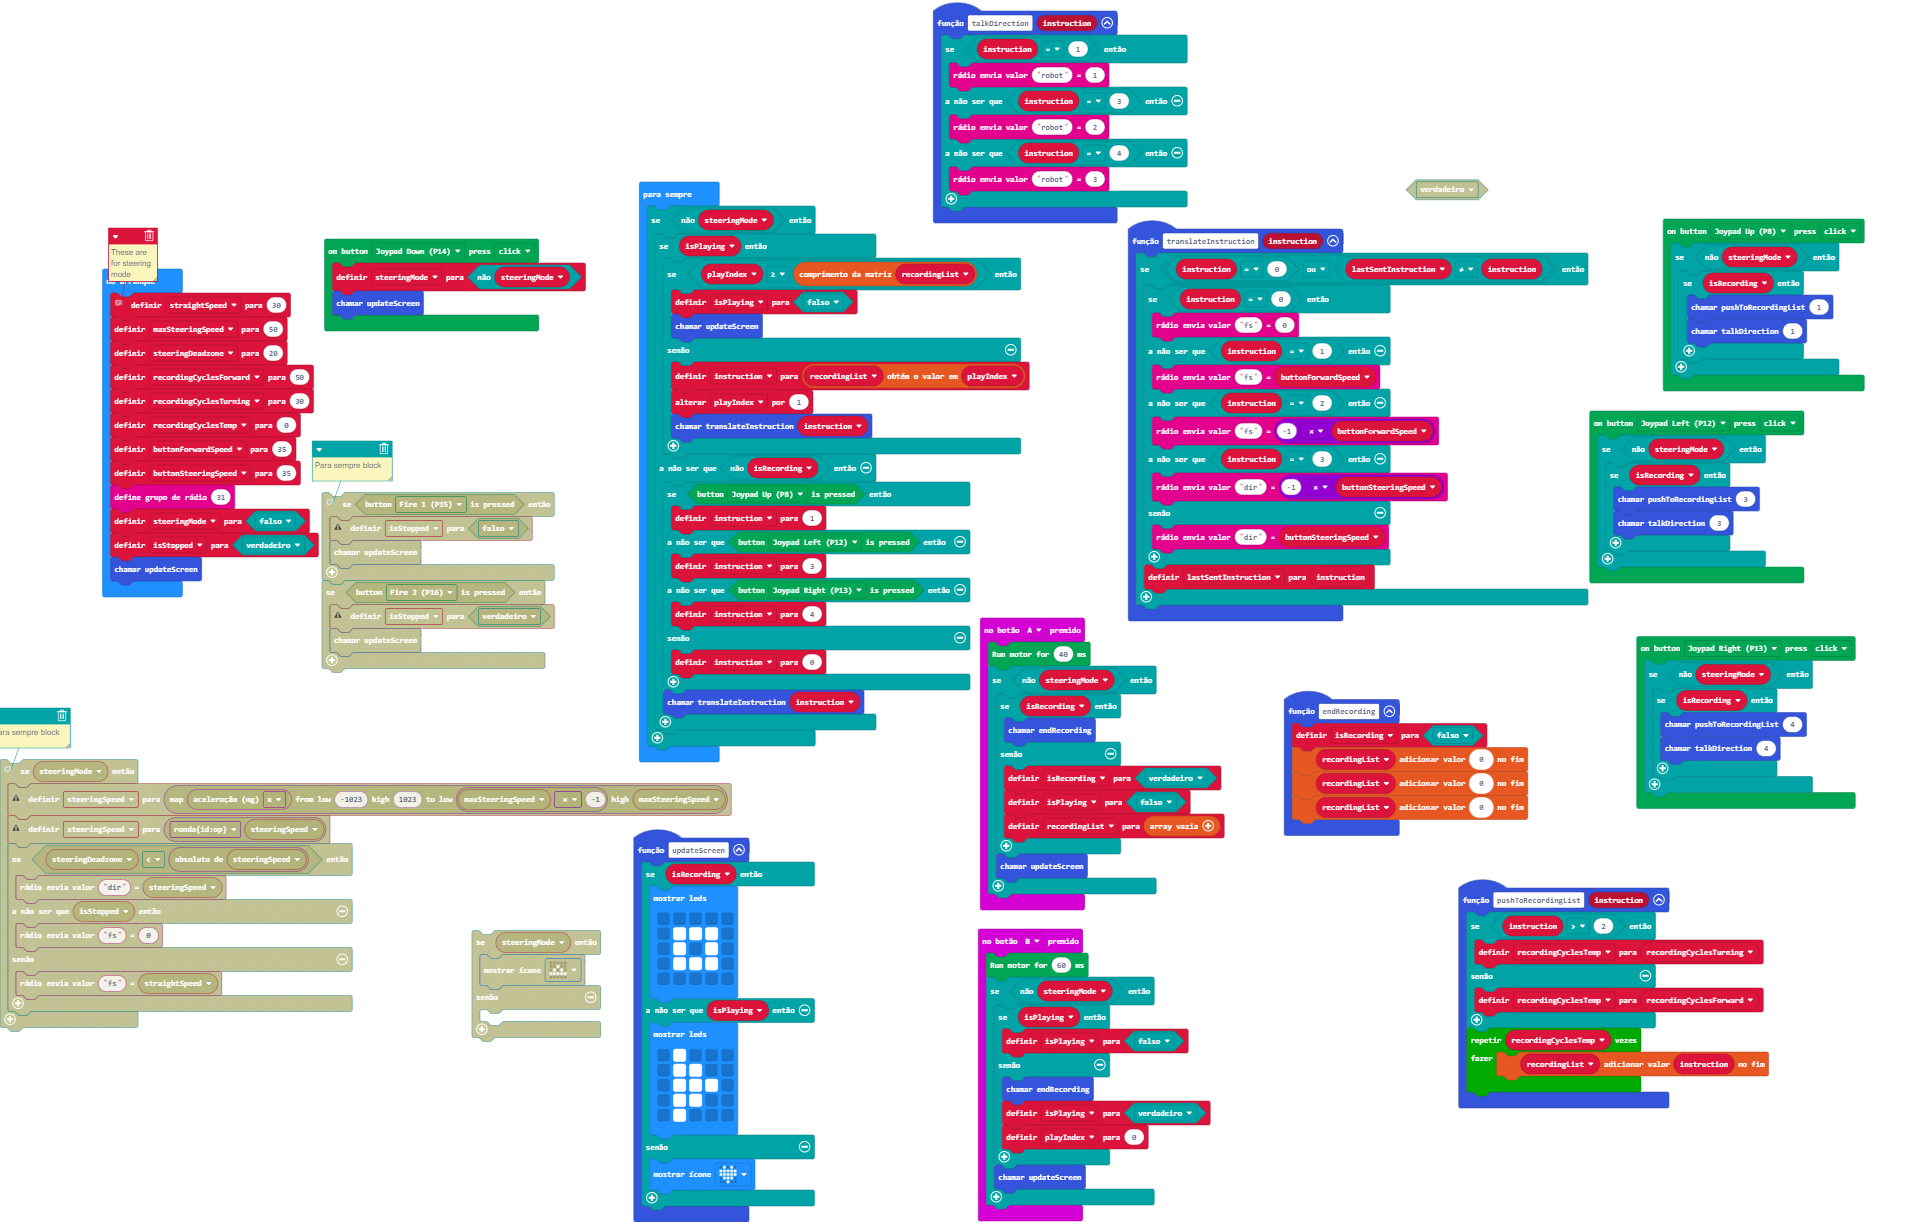 função talkDirection instruction
se instruction = 1 então
rádio envia valor "robot" = 1
a não ser que instruction = 3 então
rádio envia valor "robot" = 2
a não ser que instruction = 4 então
rádio envia valor "robot" = 3
verdadeiro
These are
for steering
mode
definir straightSpeed para 30
definir maxSteeringSpeed para 50
definir steeringDeadzone para 20
definir recordingCyclesForward para 50
definir recordingCyclesTurning para 30
definir recordingCyclesTemp para 0
definir buttonForwardSpeed para 35
definir buttonSteeringSpeed para 35
define grupo de rádio 31
definir steeringMode para falso
definir isStopped para verdadeiro
chamar updateScreen
on button Joypad Down (P14) press click
definir steeringMode para não steeringMode
chamar updateScreen
Para sempre block
se button Fire 1 (P15) is pressed então
definir isStopped para falso
chamar updateScreen
se button Fire 2 (P16) is pressed então
definir isStopped para verdadeiro
chamar updateScreen
para sempre
se não steeringMode então
se isPlaying então
se playIndex ≥ comprimento da matriz recordingList então
definir isPlaying para falso
chamar updateScreen
senão
definir instruction para recordingList obtém o valor em playIndex
alterar playIndex por 1
chamar translateInstruction instruction
a não ser que não isRecording então
se button Joypad Up (P8) is pressed então
definir instruction para 1
a não ser que button Joypad Left (P12) is pressed então
definir instruction para 3
a não ser que button Joypad Right (P13) is pressed então
definir instruction para 4
senão
definir instruction para 0
chamar translateInstruction instruction
função translateInstruction instruction
se instruction = 0 ou lastSentInstruction ≠ instruction então
se instruction = 0 então
rádio envia valor "fs" = 0
a não ser que instruction = 1 então
rádio envia valor "fs" = buttonForwardSpeed
a não ser que instruction = 2 então
rádio envia valor "fs" = -1 × buttonForwardSpeed
a não ser que instruction = 3 então
rádio envia valor "dir" = -1 × buttonSteeringSpeed
senão
rádio envia valor "dir" = buttonSteeringSpeed
definir lastSentInstruction para instruction
on button Joypad Up (P8) press click
se não steeringMode então
se isRecording então
chamar pushToRecordingList 1
chamar talkDirection 1
on button Joypad Left (P12) press click
se não steeringMode então
se isRecording então
chamar pushToRecordingList 3
chamar talkDirection 3
on button Joypad Right (P13) press click
se não steeringMode então
se isRecording então
chamar pushToRecordingList 4
chamar talkDirection 4
ara sempre block
se steeringMode então
definir steeringSpeed para map aceleração (mg) x from low -1023 high 1023 to low maxSteeringSpeed × -1 high maxSteeringSpeed
definir steeringSpeed para ronda{id:op} steeringSpeed
se steeringDeadzone < absoluto de steeringSpeed então
rádio envia valor "dir" = steeringSpeed
a não ser que isStopped então
rádio envia valor "fs" = 0
senão
rádio envia valor "fs" = straightSpeed
se steeringMode então
mostrar ícone
senão
função updateScreen
se isRecording então
mostrar leds
a não ser que isPlaying então
mostrar leds
senão
mostrar ícone
no botão A premido
Run motor for 40 ms
se não steeringMode então
se isRecording então
chamar endRecording
senão
definir isRecording para verdadeiro
definir isPlaying para falso
definir recordingList para array vazia
chamar updateScreen
no botão B premido
Run motor for 60 ms
se não steeringMode então
se isPlaying então
definir isPlaying para falso
senão
chamar endRecording
definir isPlaying para verdadeiro
definir playIndex para 0
chamar updateScreen
função endRecording
definir isRecording para falso
recordingList adicionar valor 0 no fim
recordingList adicionar valor 0 no fim
recordingList adicionar valor 0 no fim
função pushToRecordingList instruction
se instruction > 2 então
definir recordingCyclesTemp para recordingCyclesTurning
senão
definir recordingCyclesTemp para recordingCyclesForward
repetir recordingCyclesTemp vezes
fazer recordingList adicionar valor instruction no fim